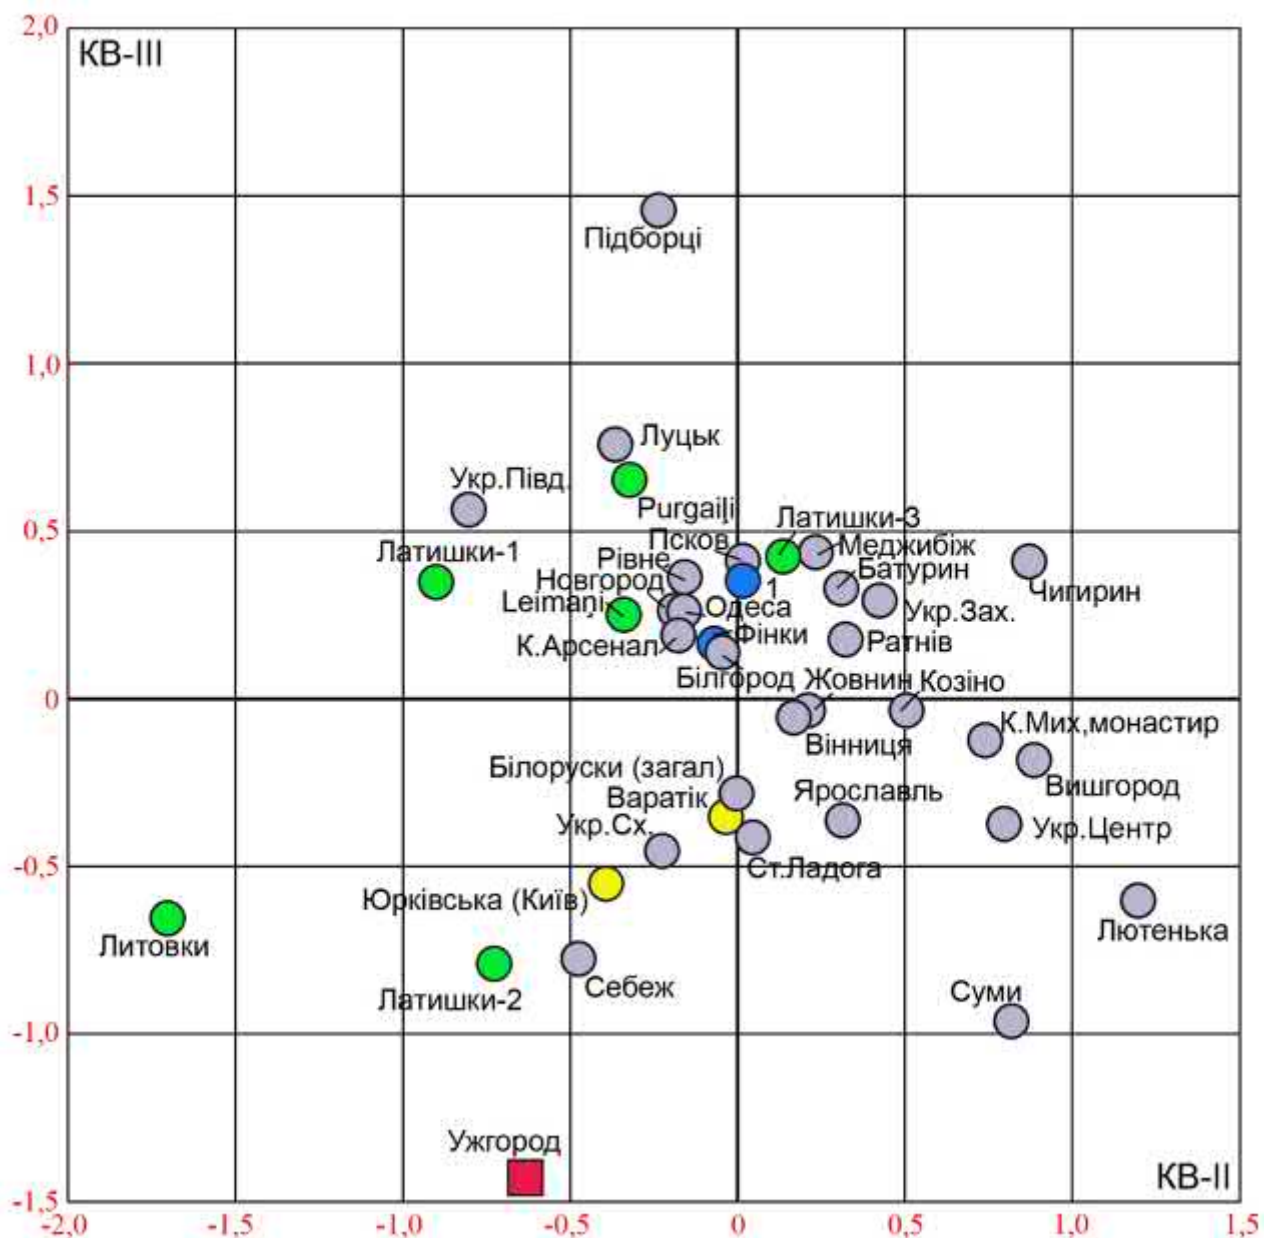 2,0
КВ-III
1,5
Підборці
1,0
Луцьк
Укр.Півд.
Purgaiļi
0,5
Латишки-3
Псков
Латишки-1
Меджибіж
Рівне
Батурин
Новгород
1
Чигирин
Leimaņi
Одеса
Укр.Зах.
К.Арсенал
Фінки
Ратнів
Білгород
Жовнин
Козіно
0
К.Мих,монастир
Вінниця
Білоруски (загал)
Вишгород
Варатік
Ярославль
Укр.Сх.
Укр.Центр
-0,5
Ст.Ладога
Юрківська (Київ)
Лютенька
Литовки
Себеж
Латишки-2
Суми
-1,0
Ужгород
КВ-II
-1,5
-2,0 -1,5 -1,0 -0,5 0 0,5 1,0 1,5